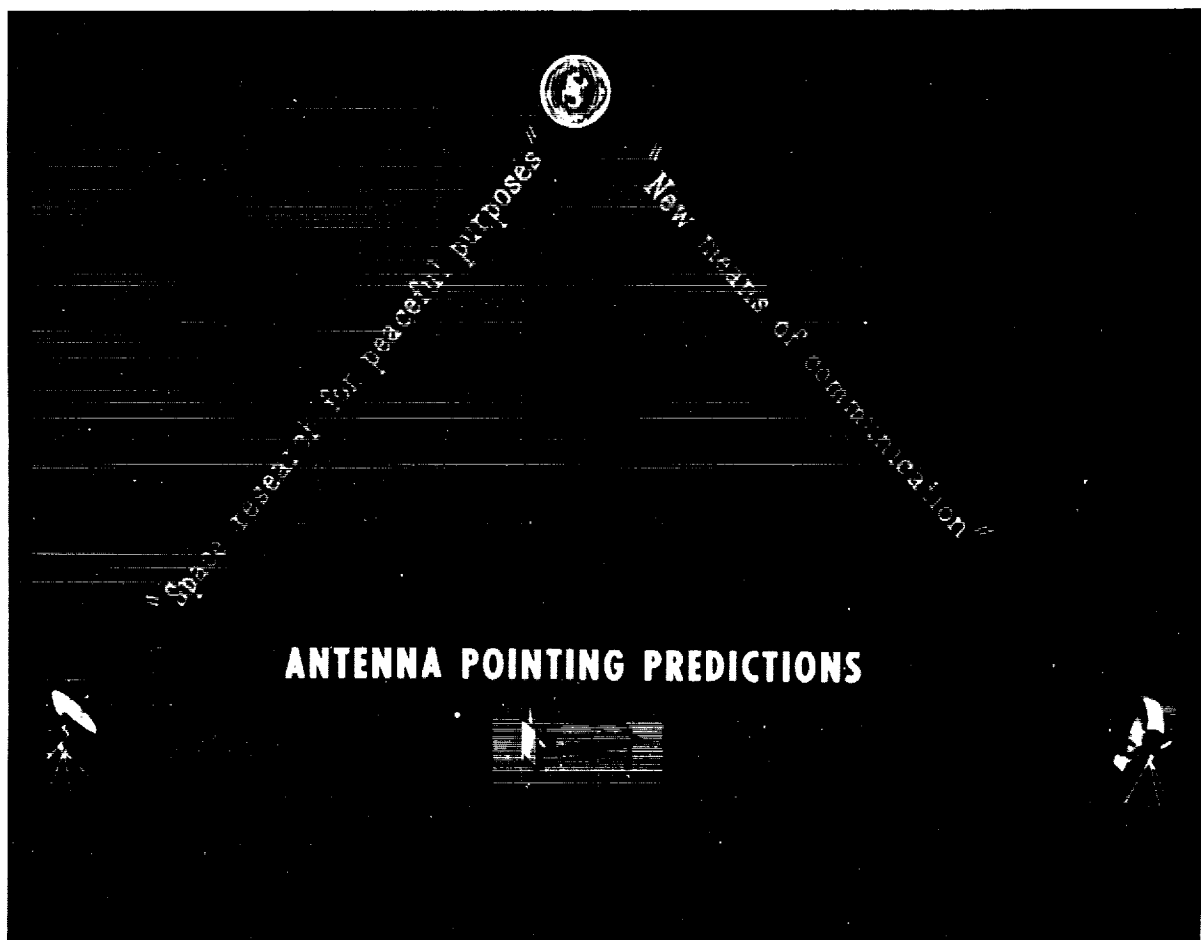 "Space research for peaceful purposes"
"New means of communication"
ANTENNA POINTING PREDICTIONS